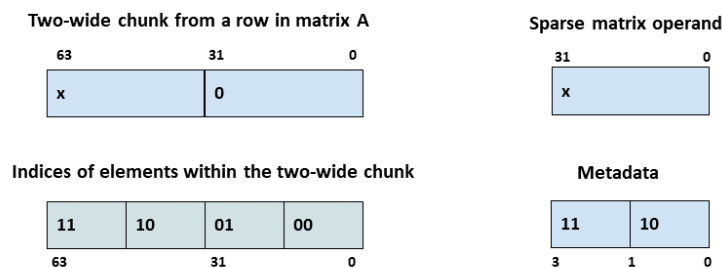 Two-wide chunk from a row in matrix A
63 31 0
x 0
Sparse matrix operand
31 0
x
Indices of elements within the two-wide chunk
11 10 01 00
63 31 0
Metadata
11 10
3 1 0